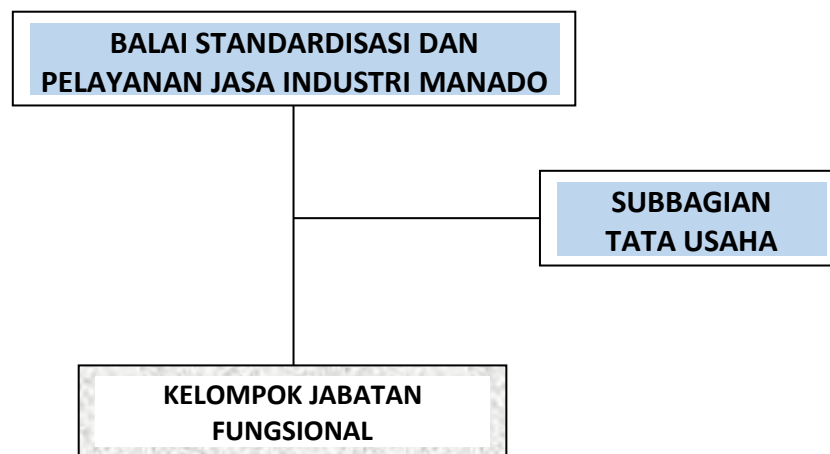 BALAI STANDARDISASI DAN
PELAYANAN JASA INDUSTRI MANADO
SUBBAGIAN
TATA USAHA
KELOMPOK JABATAN
FUNGSIONAL